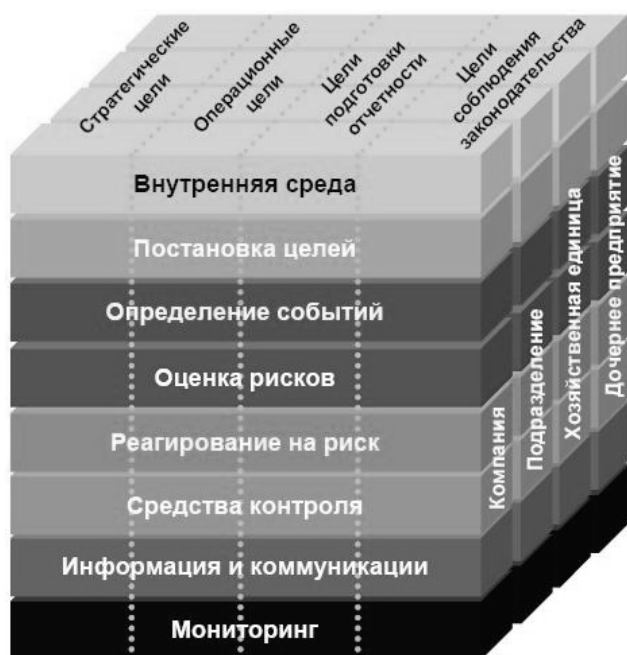 Стратегические
цели
Операционные
цели
Цели
подготовки
отчетности
Цели
соблюдения
законодательства
Внутренняя среда
Постановка целей
Определение событий
Оценка рисков
Реагирование на риск
Средства контроля
Информация и коммуникации
Мониторинг
Компания
Подразделение
Хозяйственная единица
Дочернее предприятие